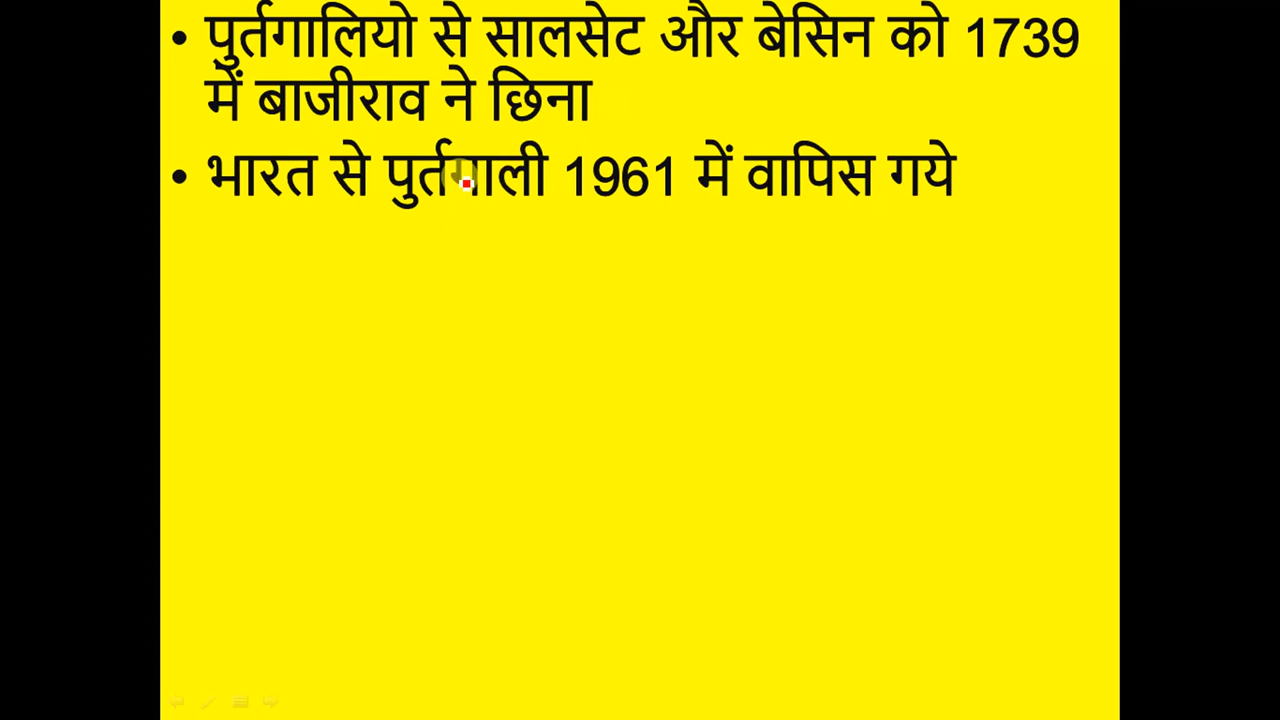 • पुर्तगालियो से सालसेट और बेसिन को 1739
में बाजीराव ने छिना
• भारत से पुर्तगाली 1961 में वापिस गये